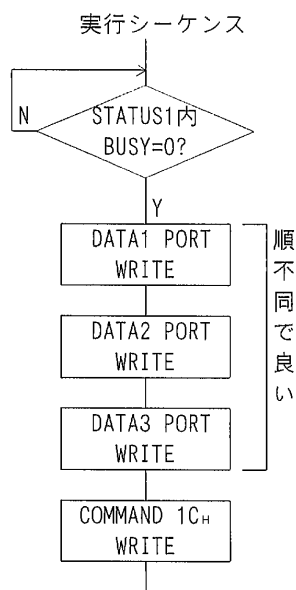 実行シーケンス
N
STATUS1内
BUSY=0?
Y
DATA1 PORT
WRITE
DATA2 PORT
WRITE
DATA3 PORT
WRITE
順不同で良い
COMMAND 1CH
WRITE